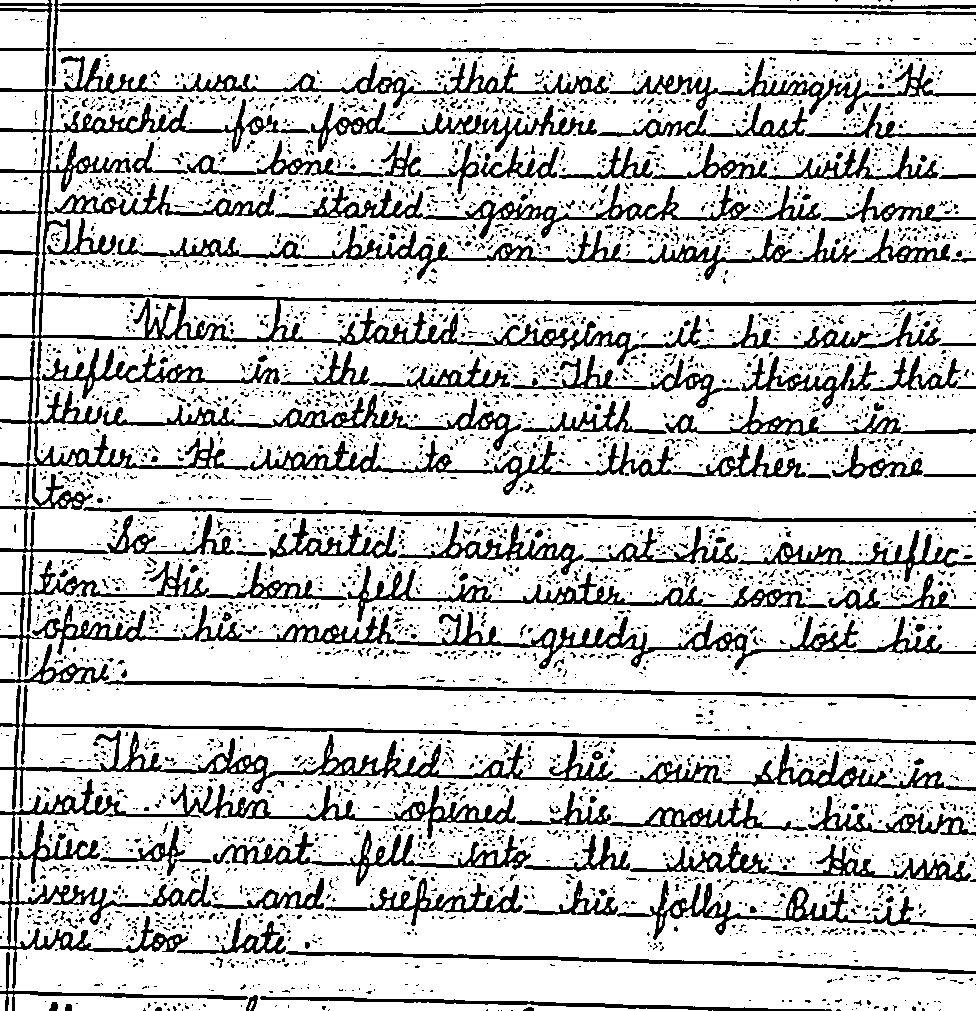 There was a dog that was very hungry. He
searched for food everywhere and last he
found a bone. He picked the bone with his
mouth and started going back to his home.
There was a bridge on the way to his home.
When he started crossing it he saw his
reflection in the water. The dog thought that
there was another dog with a bone in
water. He wanted to get that other bone
too.
So he started barking at his own reflec-
tion. His bone fell in water as soon as he
opened his mouth. The greedy dog lost his
bone.
The dog barked at his own shadow in
water. When he opened his mouth, his own
piece of meat fell into the water. Hae was
very sad and repented his folly. But it
was too late.